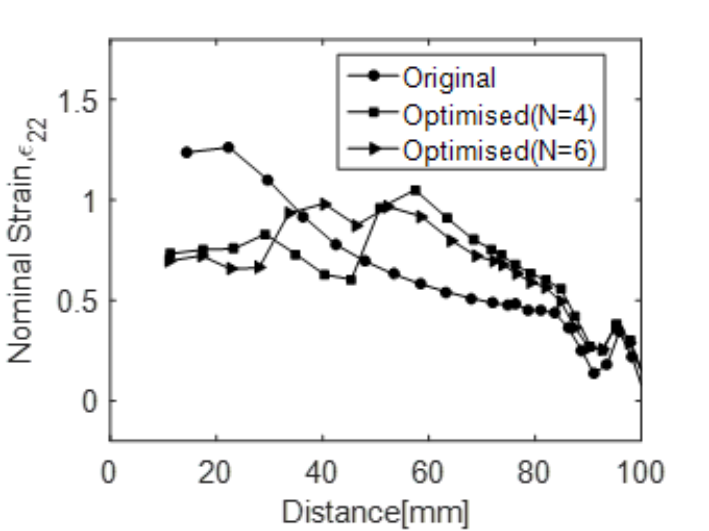 Original
Optimised(N=4)
Optimised(N=6)
Nominal Strain,ϵ22
1.5
1
0.5
0
0
20
40
60
80
100
Distance[mm]